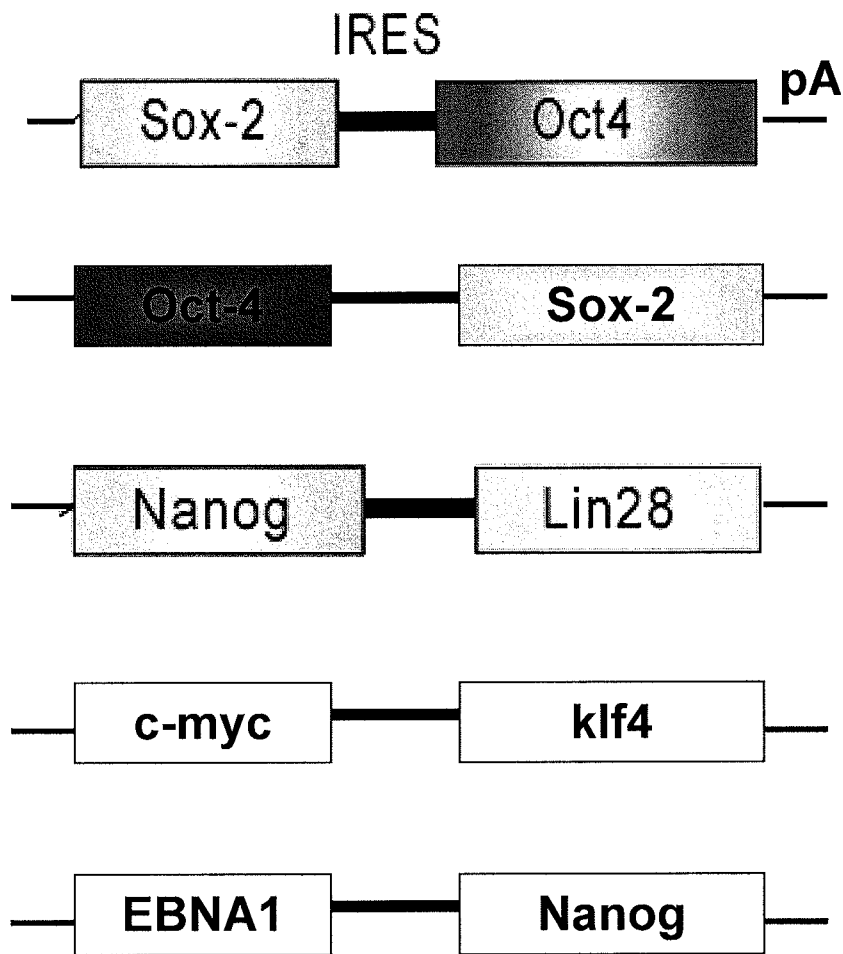 IRES
Sox-2 Oct4 pA
Oct-4 Sox-2
Nanog Lin28
c-myc klf4
EBNA1 Nanog